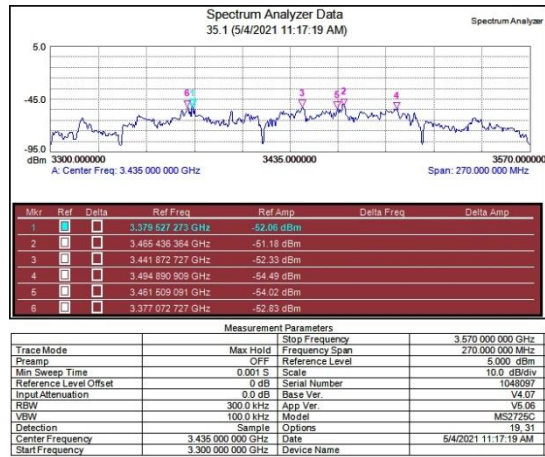 Spectrum Analyzer Data
Spectrum Analyzer
35.1 (5/4/2021 11:17:19 AM)
5.0
-45.0
-95.0
6 1 3 5 2 4
dBm 3300.000000 3435.000000 3570.000000
A: Center Freq: 3.435 000 000 GHz Span: 270.000 000 MHz
Mkr Ref Delta Ref Freq Ref Amp Delta Freq Delta Amp
1 3.379 527 273 GHz -52.06 dBm
2 3.465 436 364 GHz -51.18 dBm
3 3.441 872 727 GHz -52.33 dBm
4 3.494 890 909 GHz -54.49 dBm
5 3.461 509 091 GHz -54.02 dBm
6 3.377 072 727 GHz -52.83 dBm
Measurement Parameters
Stop Frequency 3.570 000 000 GHz
Trace Mode Max Hold Frequency Span 270.000 000 MHz
Preamp OFF Reference Level 5.000 dBm
Min Sweep Time 0.001 S Scale 10.0 dB/div
Reference Level Offset 0 dB Serial Number 1048097
Input Attenuation 0.0 dB Base Ver. V4.07
RBW 300.0 kHz App Ver. V5.06
VBW 100.0 kHz Model MS2725C
Detection Sample Options 19, 31
Center Frequency 3.435 000 000 GHz Date 5/4/2021 11:17:19 AM
Start Frequency 3.300 000 000 GHz Device Name